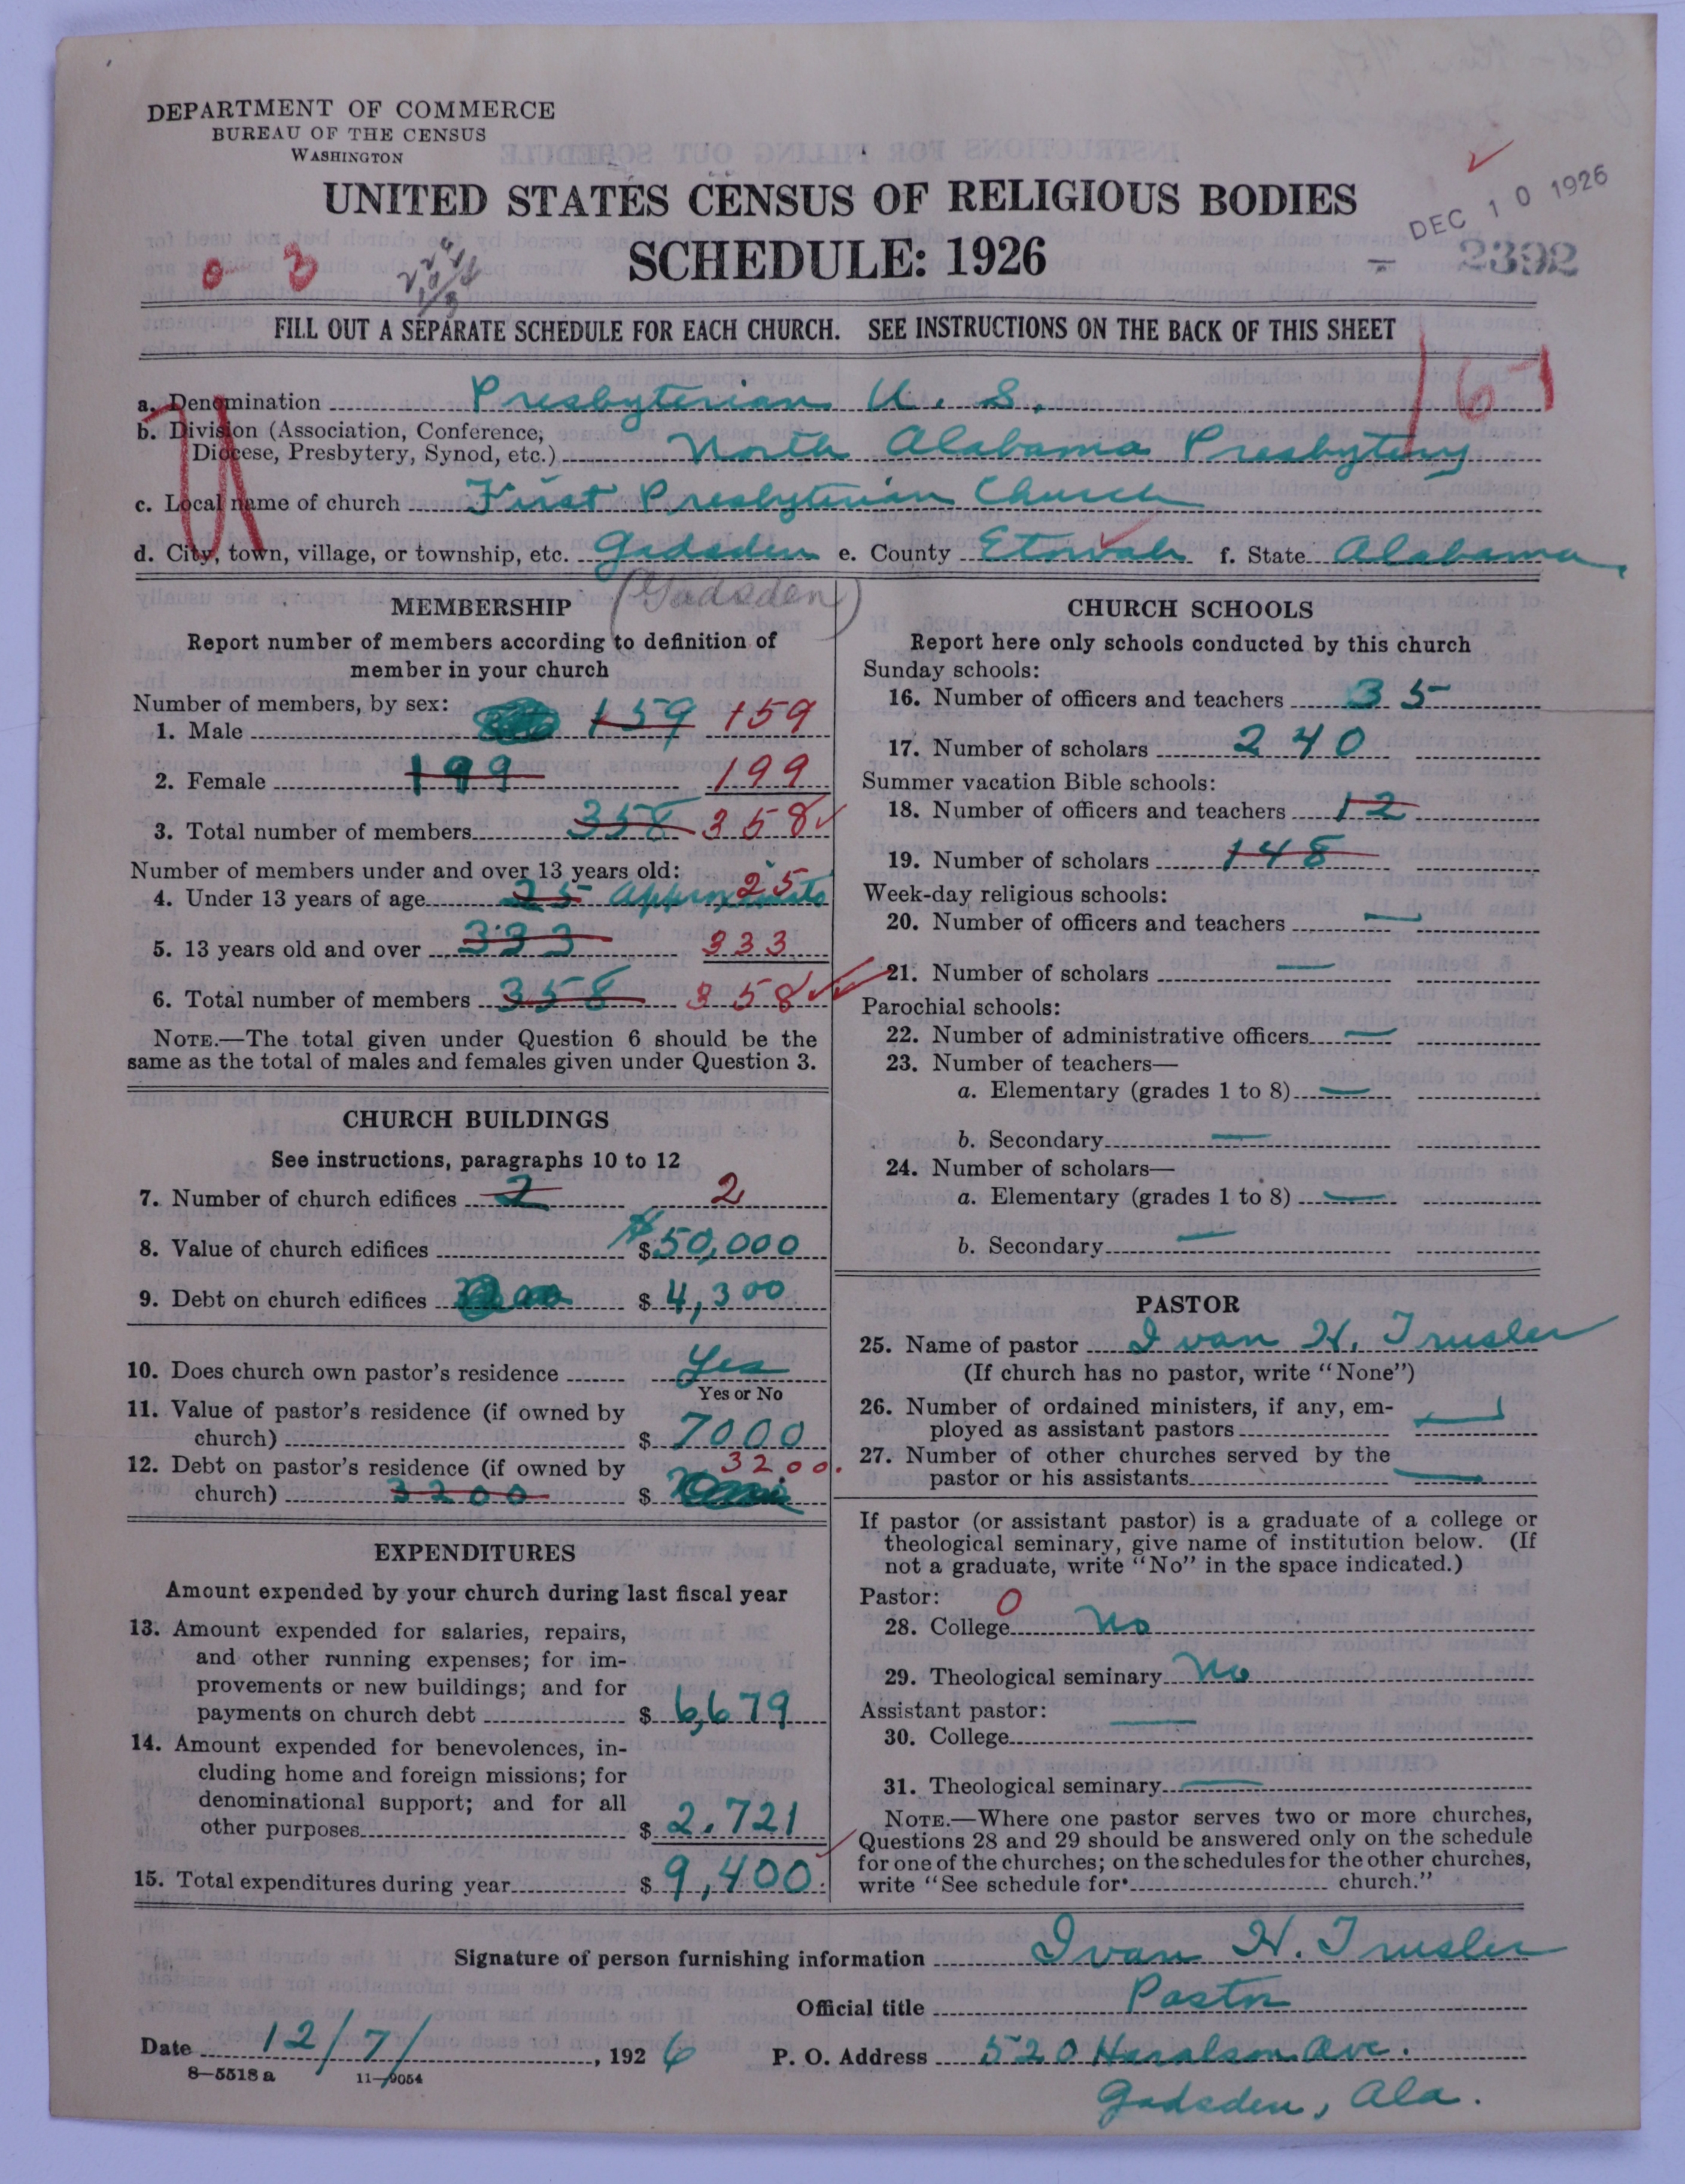 DEPARTMENT OF COMMERCE
BUREAU OF THE CENSUS
WASHINGTON
UNITED STATES CENSUS OF RELIGIOUS BODIES
SCHEDULE: 1926
DEC 10 1926
2392
0 3
FILL OUT A SEPARATE SCHEDULE FOR EACH CHURCH. SEE INSTRUCTIONS ON THE BACK OF THIS SHEET
a. Denomination Presbyterian U. S.
b. Division (Association, Conference,
Diocese, Presbytery, Synod, etc.) North Alabama Presbytery
c. Local name of church First Presbyterian Church
d. City, town, village, or township, etc. Gadsden e. County Etowah f. State Alabama
(Gadsden)
MEMBERSHIP
Report number of members according to definition of
member in your church
Number of members, by sex:
1. Male 159 159
2. Female 199 199
3. Total number of members 358 358
Number of members under and over 13 years old:
4. Under 13 years of age 25 approximate 25
5. 13 years old and over 333 333
6. Total number of members 358 358
NOTE.—The total given under Question 6 should be the
same as the total of males and females given under Question 3.
CHURCH BUILDINGS
See instructions, paragraphs 10 to 12
7. Number of church edifices 2 2
8. Value of church edifices $ 50,000
9. Debt on church edifices $ 4,300
10. Does church own pastor's residence Yes
Yes or No
11. Value of pastor's residence (if owned by
church) $ 7000
12. Debt on pastor's residence (if owned by 3200.
church) 3200 $
EXPENDITURES
Amount expended by your church during last fiscal year
13. Amount expended for salaries, repairs,
and other running expenses; for im-
provements or new buildings; and for
payments on church debt $ 6,679
14. Amount expended for benevolences, in-
cluding home and foreign missions; for
denominational support; and for all
other purposes $ 2.721
15. Total expenditures during year $ 9,400
CHURCH SCHOOLS
Report here only schools conducted by this church
Sunday schools:
16. Number of officers and teachers 35
17. Number of scholars 240
Summer vacation Bible schools:
18. Number of officers and teachers 12
19. Number of scholars 148
Week-day religious schools:
20. Number of officers and teachers —
21. Number of scholars —
Parochial schools:
22. Number of administrative officers —
23. Number of teachers—
a. Elementary (grades 1 to 8) —
b. Secondary —
24. Number of scholars—
a. Elementary (grades 1 to 8) —
b. Secondary —
PASTOR
25. Name of pastor Ivan H. Trusler
(If church has no pastor, write "None")
26. Number of ordained ministers, if any, em-
ployed as assistant pastors —
27. Number of other churches served by the
pastor or his assistants —
If pastor (or assistant pastor) is a graduate of a college or
theological seminary, give name of institution below. (If
not a graduate, write "No" in the space indicated.)
Pastor: 0
28. College No
29. Theological seminary No
Assistant pastor:
30. College —
31. Theological seminary —
NOTE.—Where one pastor serves two or more churches,
Questions 28 and 29 should be answered only on the schedule
for one of the churches; on the schedules for the other churches,
write "See schedule for church."
Signature of person furnishing information Ivan H. Trusler
Official title Pastor
Date 12/7/, 1926 P. O. Address 520 Haralson Ave.
Gadsden, Ala.
8—5518 a 11—9054